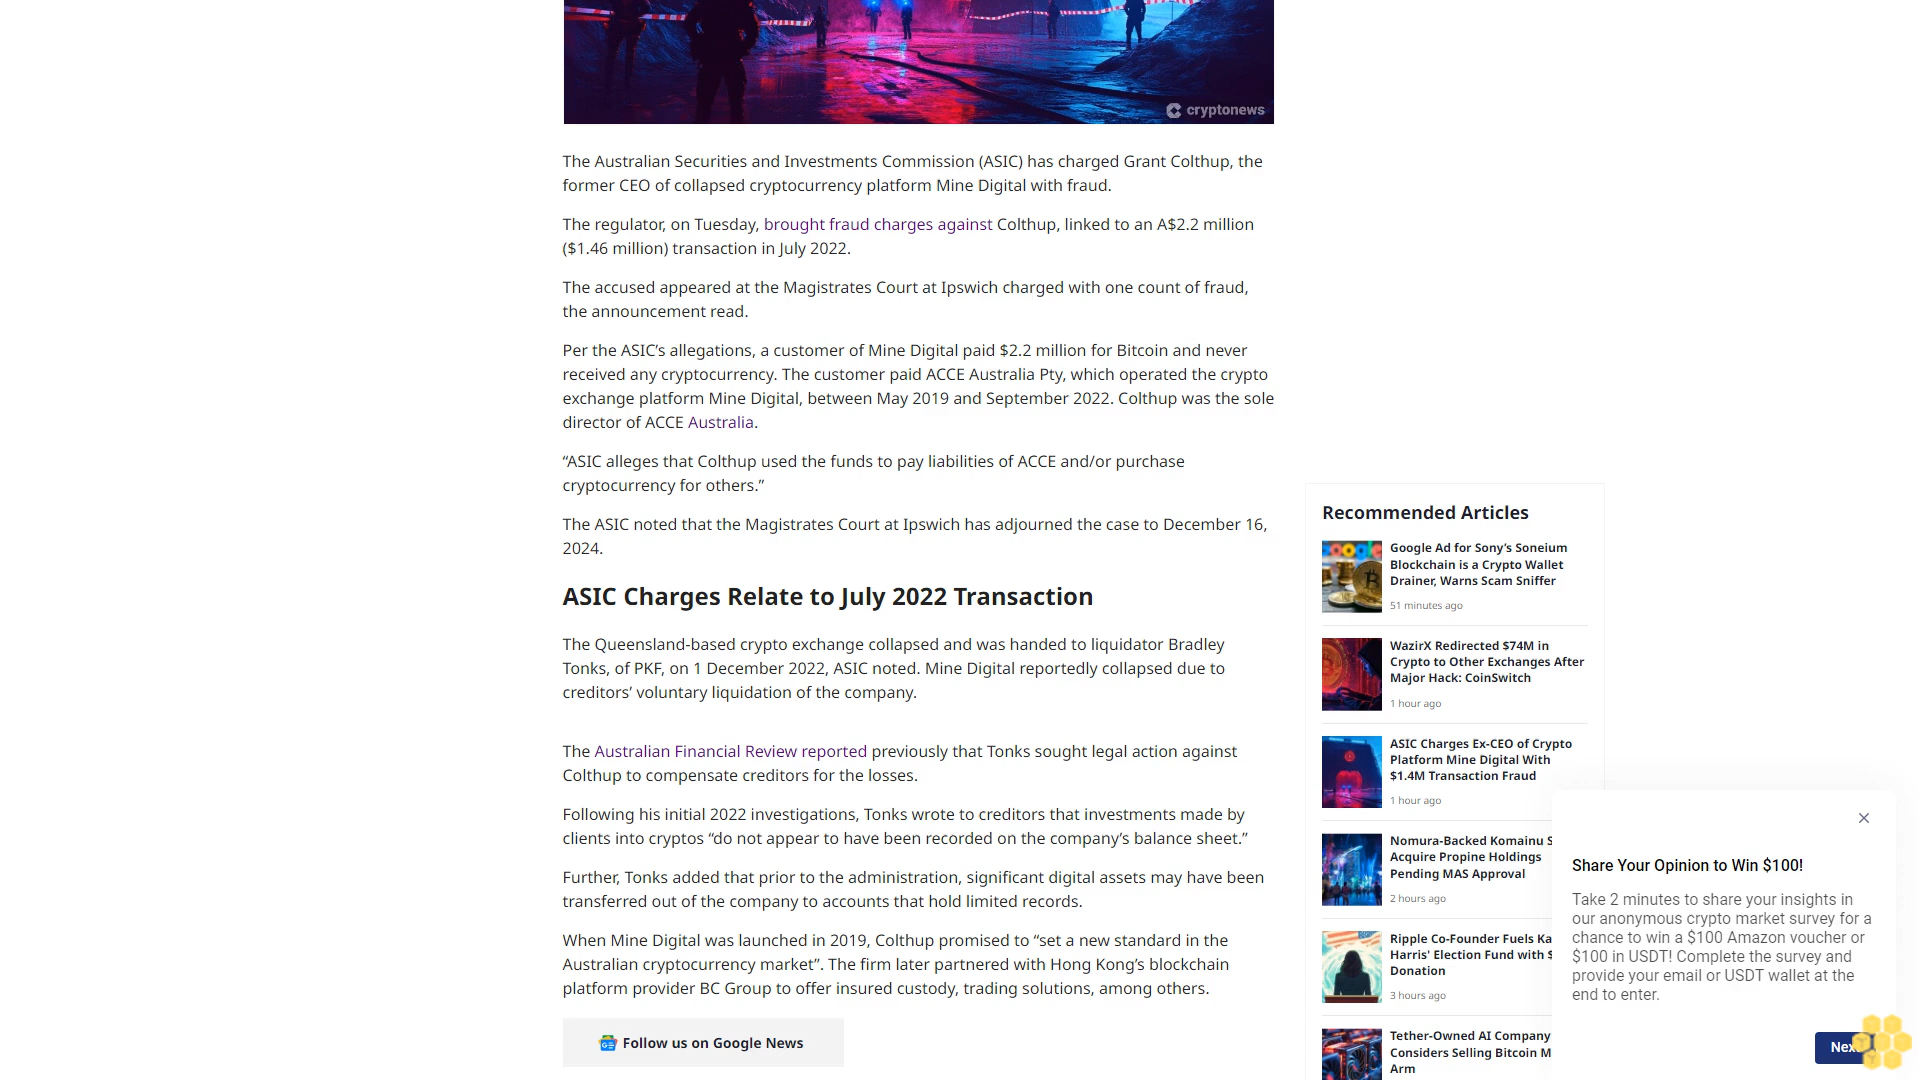 cryptonews
The Australian Securities and Investments Commission (ASIC) has charged Grant Colthup, the
former CEO of collapsed cryptocurrency platform Mine Digital with fraud.
The regulator, on Tuesday, brought fraud charges against Colthup, linked to an A$2.2 million
($1.46 million) transaction in July 2022.
The accused appeared at the Magistrates Court at Ipswich charged with one count of fraud,
the announcement read.
Per the ASIC’s allegations, a customer of Mine Digital paid $2.2 million for Bitcoin and never
received any cryptocurrency. The customer paid ACCE Australia Pty, which operated the crypto
exchange platform Mine Digital, between May 2019 and September 2022. Colthup was the sole
director of ACCE Australia.
“ASIC alleges that Colthup used the funds to pay liabilities of ACCE and/or purchase
cryptocurrency for others.”
The ASIC noted that the Magistrates Court at Ipswich has adjourned the case to December 16,
2024.
ASIC Charges Relate to July 2022 Transaction
The Queensland-based crypto exchange collapsed and was handed to liquidator Bradley
Tonks, of PKF, on 1 December 2022, ASIC noted. Mine Digital reportedly collapsed due to
creditors’ voluntary liquidation of the company.
The Australian Financial Review reported previously that Tonks sought legal action against
Colthup to compensate creditors for the losses.
Following his initial 2022 investigations, Tonks wrote to creditors that investments made by
clients into cryptos “do not appear to have been recorded on the company’s balance sheet.”
Further, Tonks added that prior to the administration, significant digital assets may have been
transferred out of the company to accounts that hold limited records.
When Mine Digital was launched in 2019, Colthup promised to “set a new standard in the
Australian cryptocurrency market”. The firm later partnered with Hong Kong’s blockchain
platform provider BC Group to offer insured custody, trading solutions, among others.
Follow us on Google News
Recommended Articles
Google Ad for Sony’s Soneium
Blockchain is a Crypto Wallet
Drainer, Warns Scam Sniffer
51 minutes ago
WazirX Redirected $74M in
Crypto to Other Exchanges After
Major Hack: CoinSwitch
1 hour ago
ASIC Charges Ex-CEO of Crypto
Platform Mine Digital With
$1.4M Transaction Fraud
1 hour ago
Nomura-Backed Komainu S
Acquire Propine Holdings
Pending MAS Approval
2 hours ago
Ripple Co-Founder Fuels Ka
Harris' Election Fund with $
Donation
3 hours ago
Tether-Owned AI Company
Considers Selling Bitcoin M
Arm
Share Your Opinion to Win $100!
Take 2 minutes to share your insights in
our anonymous crypto market survey for a
chance to win a $100 Amazon voucher or
$100 in USDT! Complete the survey and
provide your email or USDT wallet at the
end to enter.
Nex